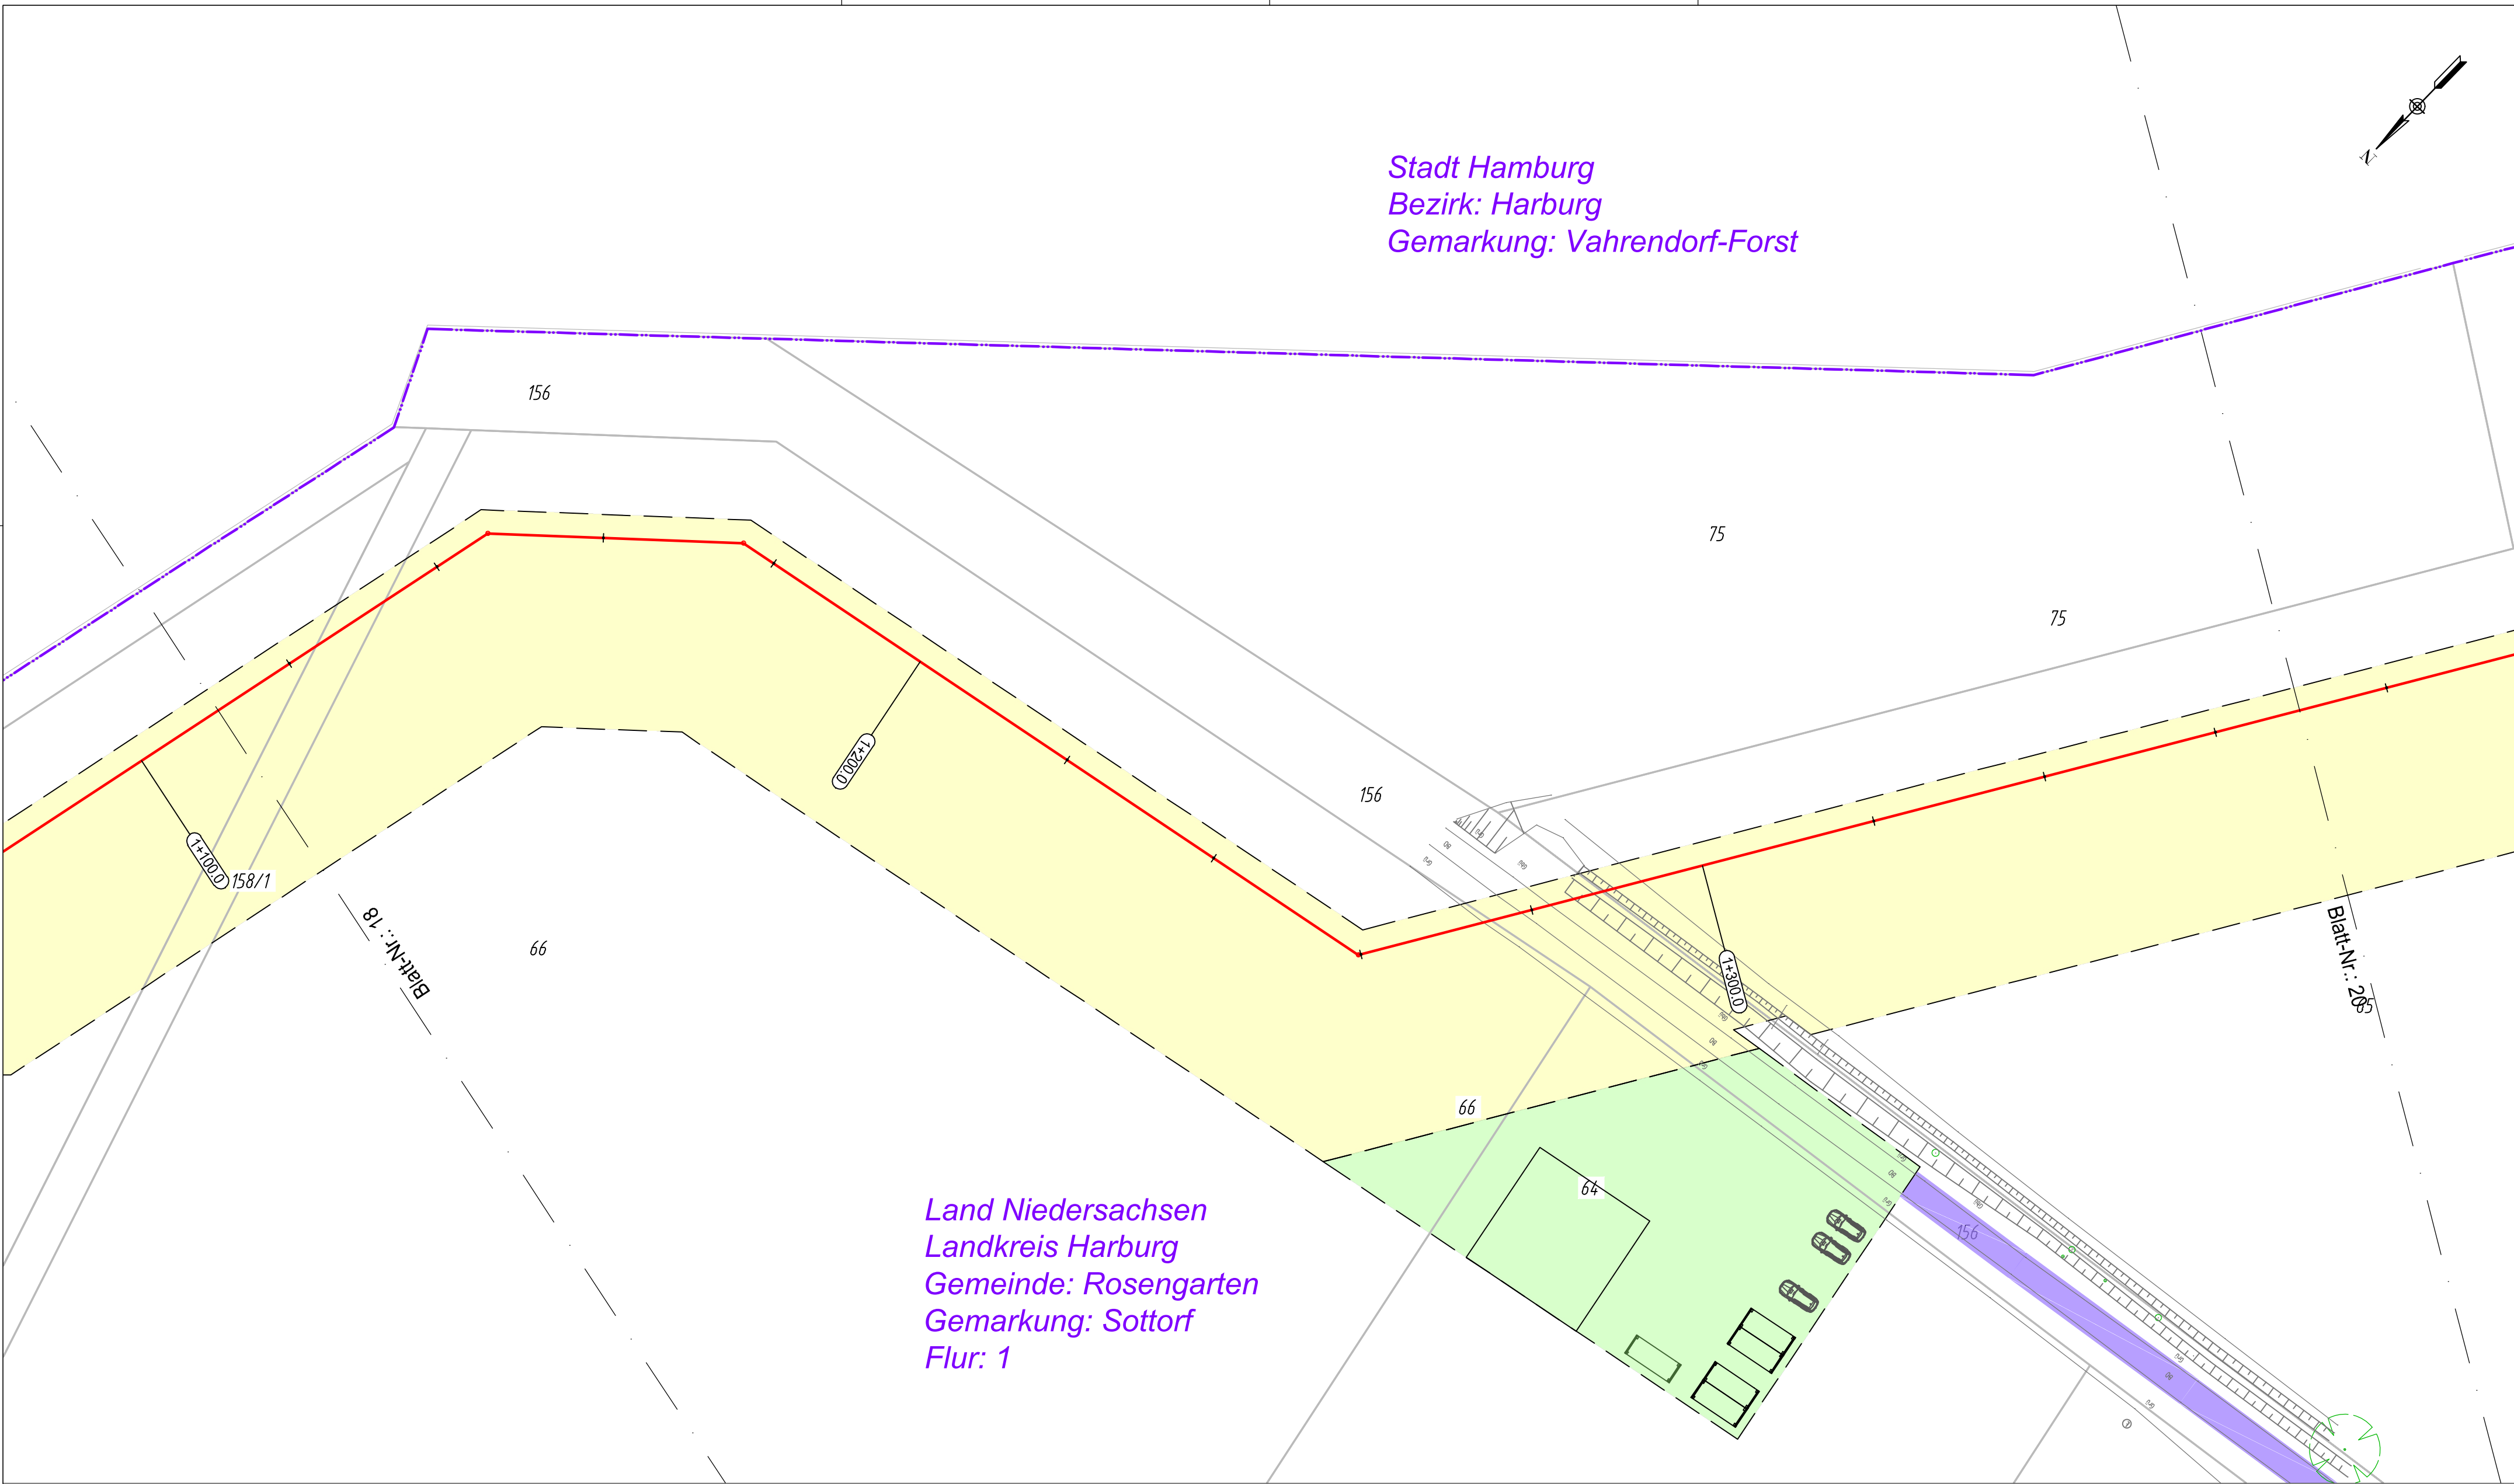 N
Stadt Hamburg
Bezirk: Harburg
Gemarkung: Vahrendorf-Forst
156
75
75
1+200.0
156
1+100.0
158/1
Blatt-Nr.: 18
66
1+300.0
Blatt-Nr.: 20
65
66
64
156
Land Niedersachsen
Landkreis Harburg
Gemeinde: Rosengarten
Gemarkung: Sottorf
Flur: 1